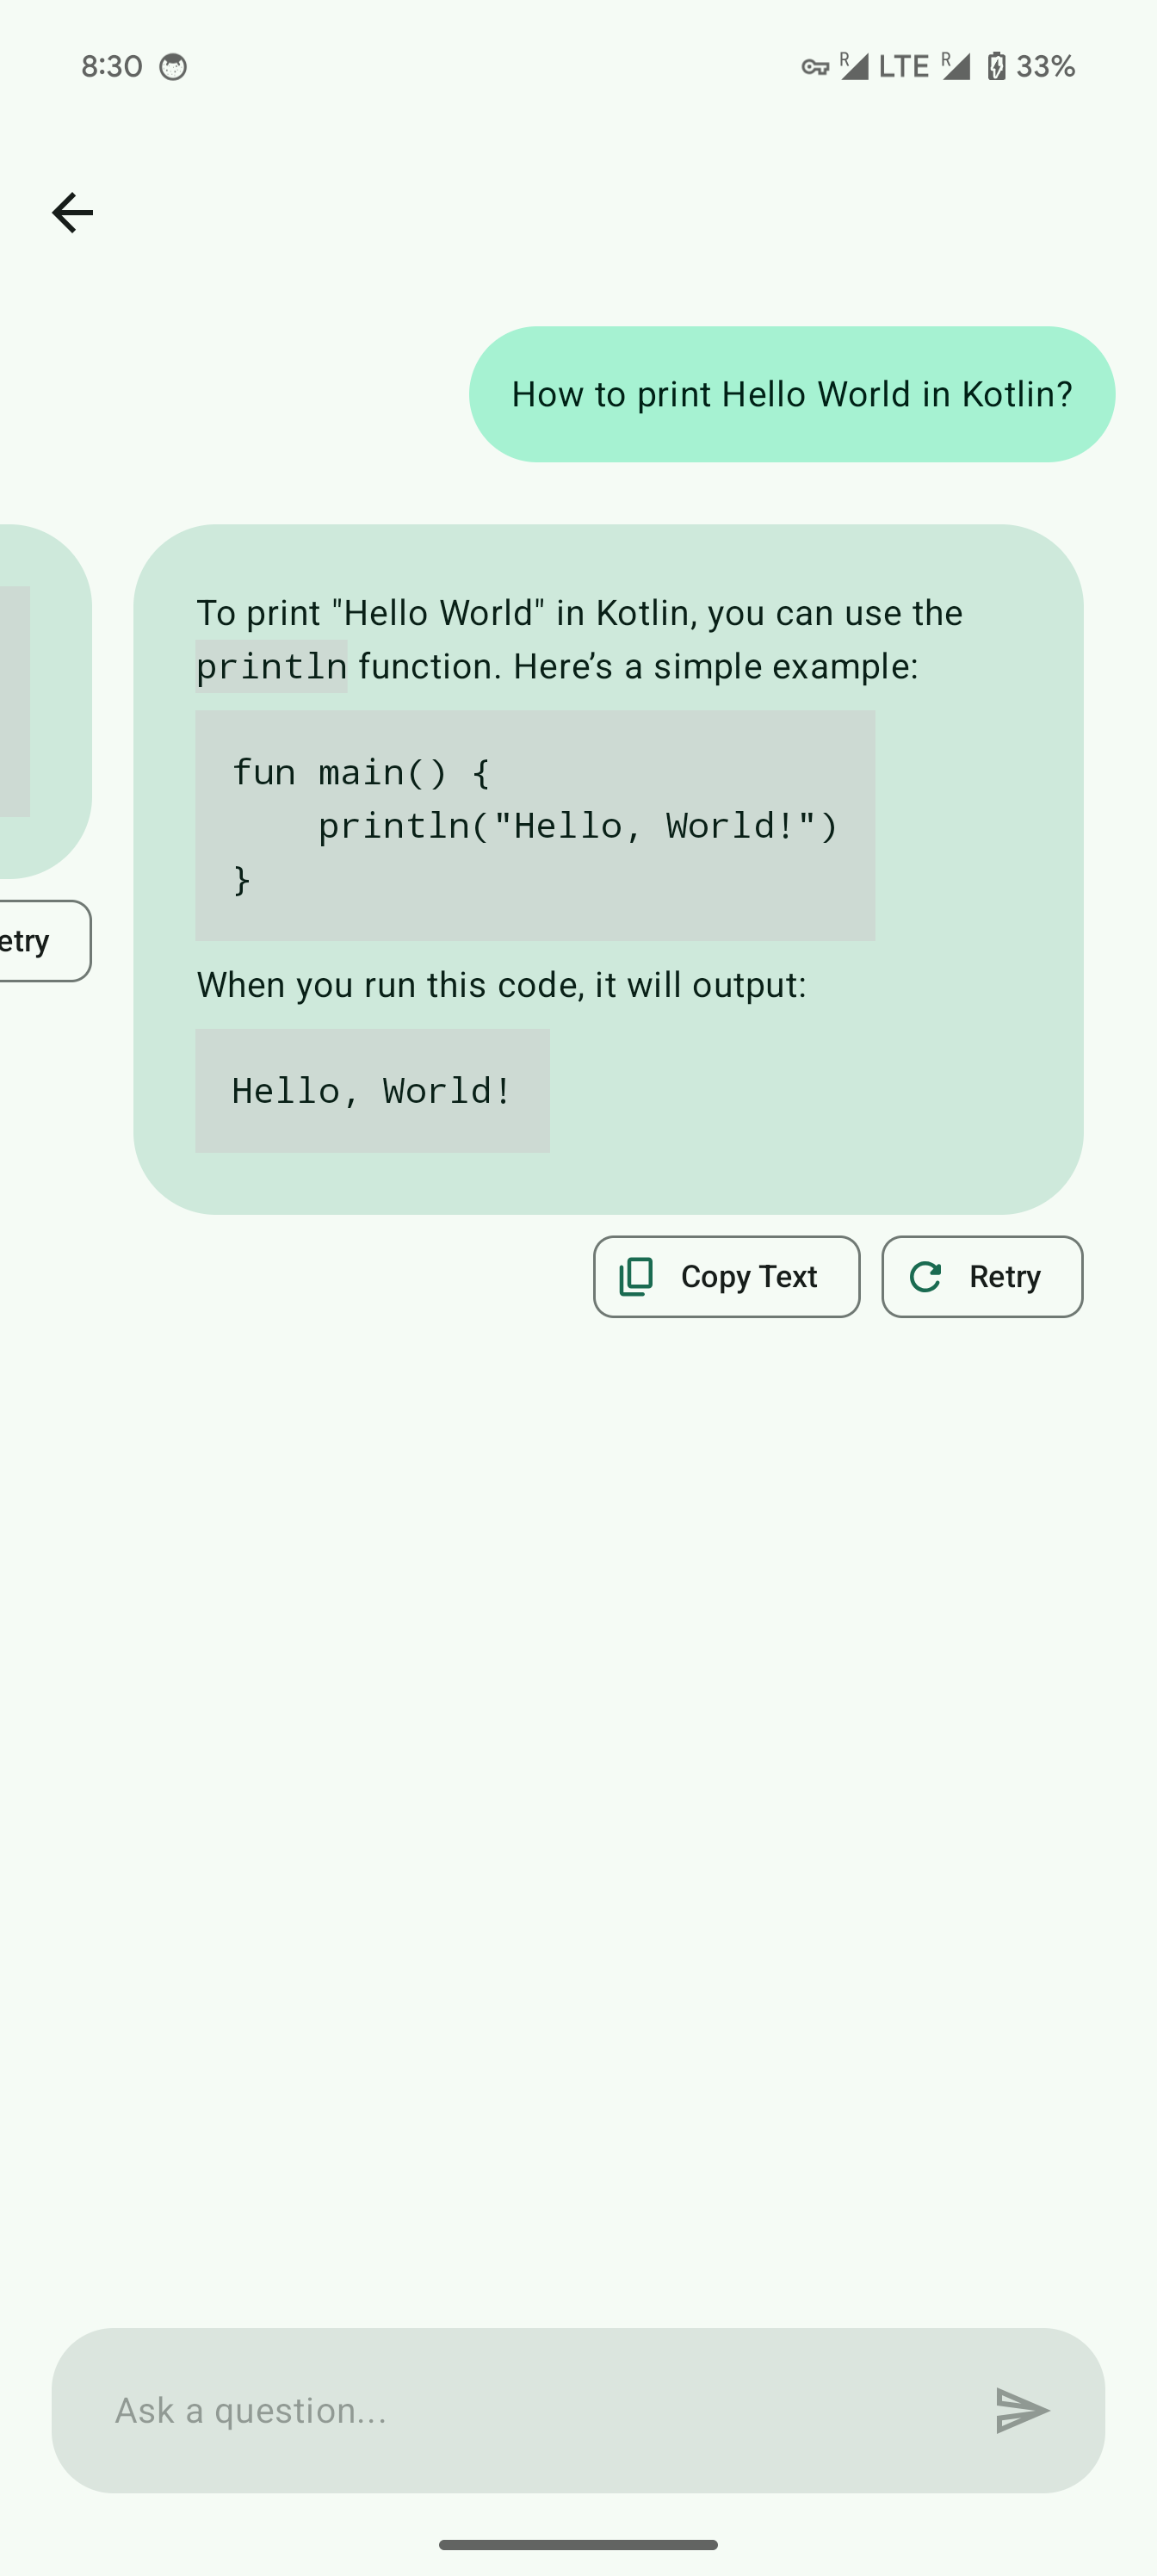 8:30
R LTE R 33%
How to print Hello World in Kotlin?
To print "Hello World" in Kotlin, you can use the
println function. Here’s a simple example:
fun main() {
    println("Hello, World!")
}
etry
When you run this code, it will output:
Hello, World!
Copy Text
Retry
Ask a question...